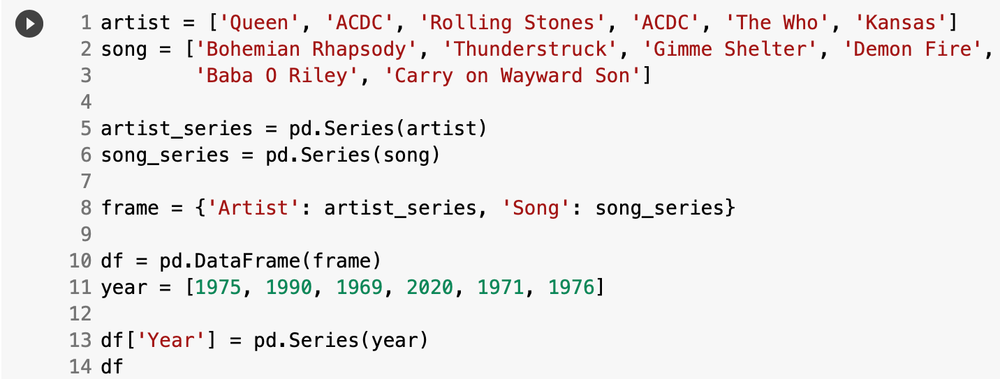 1 artist = ['Queen', 'ACDC', 'Rolling Stones', 'ACDC', 'The Who', 'Kansas']
2 song = ['Bohemian Rhapsody', 'Thunderstruck', 'Gimme Shelter', 'Demon Fire',
3         'Baba O Riley', 'Carry on Wayward Son']
4
5 artist_series = pd.Series(artist)
6 song_series = pd.Series(song)
7
8 frame = {'Artist': artist_series, 'Song': song_series}
9
10 df = pd.DataFrame(frame)
11 year = [1975, 1990, 1969, 2020, 1971, 1976]
12
13 df['Year'] = pd.Series(year)
14 df